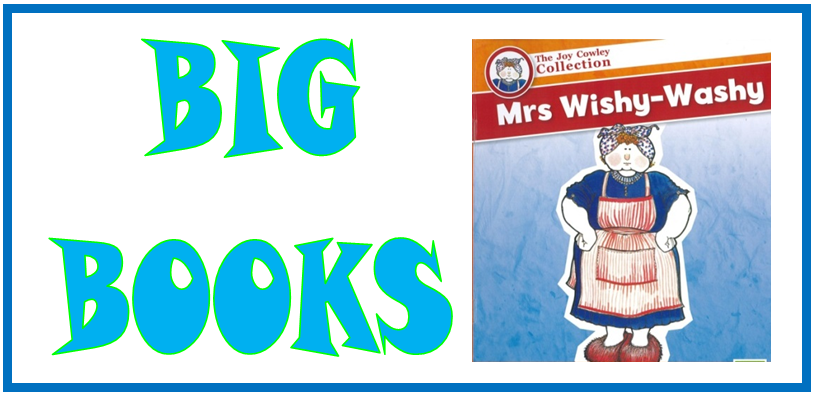 BIG
BOOKS
The Joy Cowley
Collection
Mrs Wishy-Washy